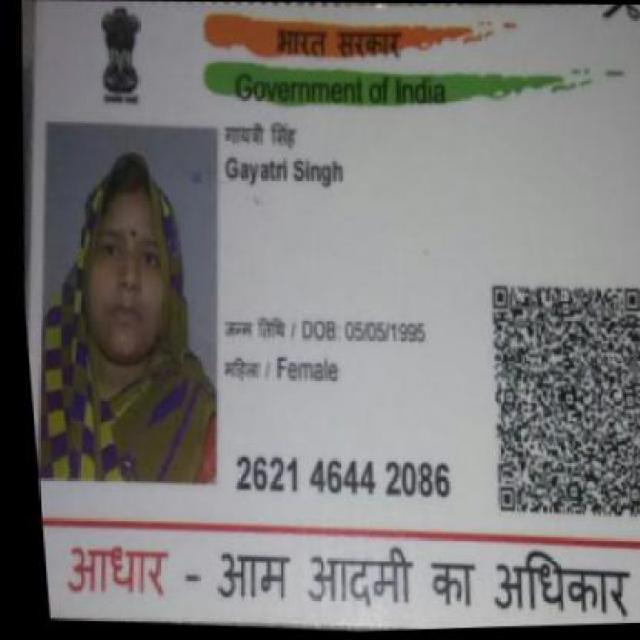 भारत सरकार
Government of India
गायत्री सिंह
Gayatri Singh
जन्म तिथि / DOB: 05/05/1995
महिला / Female
2621 4644 2086
आधार - आम आदमी का अधिकार